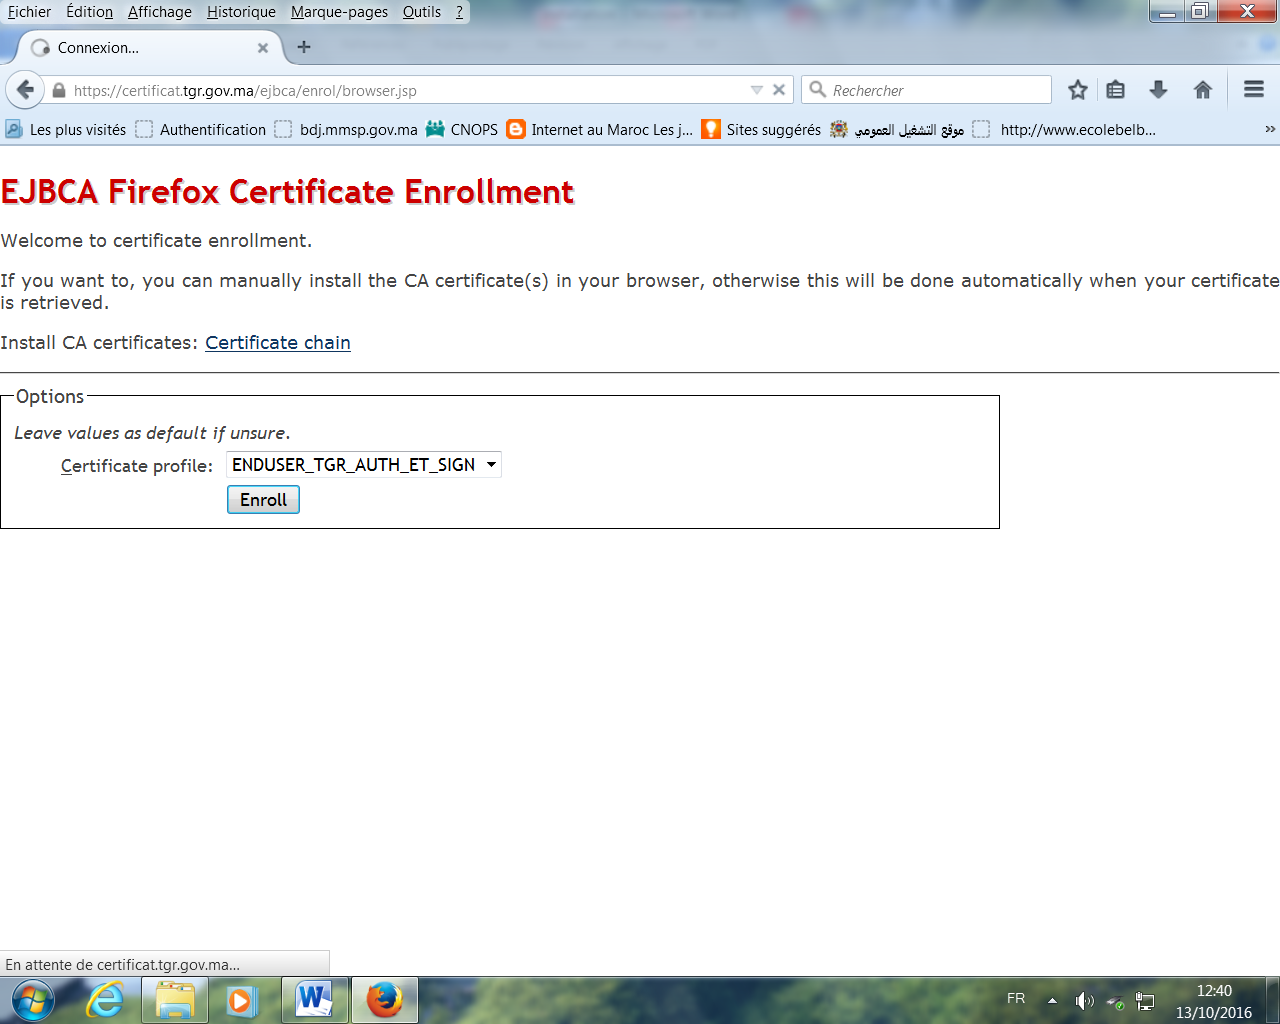 Fichier Édition Affichage Historique Marque-pages Outils ?
Connexion...
https://certificat.tgr.gov.ma/ejbca/enrol/browser.jsp Rechercher
Les plus visités Authentification bdj.mmsp.gov.ma CNOPS Internet au Maroc Les j... Sites suggérés موقع التشغيل العمومي http://www.ecolebelb... »
EJBCA Firefox Certificate Enrollment
Welcome to certificate enrollment.
If you want to, you can manually install the CA certificate(s) in your browser, otherwise this will be done automatically when your certificate
is retrieved.
Install CA certificates: Certificate chain
Options
Leave values as default if unsure.
Certificate profile: ENDUSER_TGR_AUTH_ET_SIGN
Enroll
En attente de certificat.tgr.gov.ma...
FR 12:40
13/10/2016